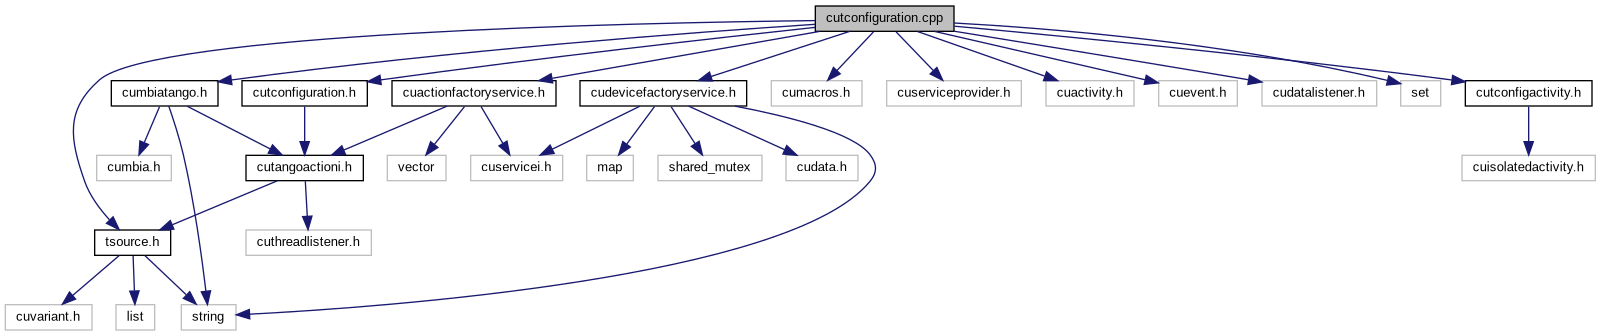 cutconfiguration.cpp
cumbiatango.h
cutconfiguration.h
cuactionfactoryservice.h
cudevicefactoryservice.h
cumacros.h
cuserviceprovider.h
cuactivity.h
cuevent.h
cudatalistener.h
set
cutconfigactivity.h
cumbia.h
cutangoactioni.h
vector
cuservicei.h
map
shared_mutex
cudata.h
cuisolatedactivity.h
tsource.h
cuthreadlistener.h
cuvariant.h
list
string